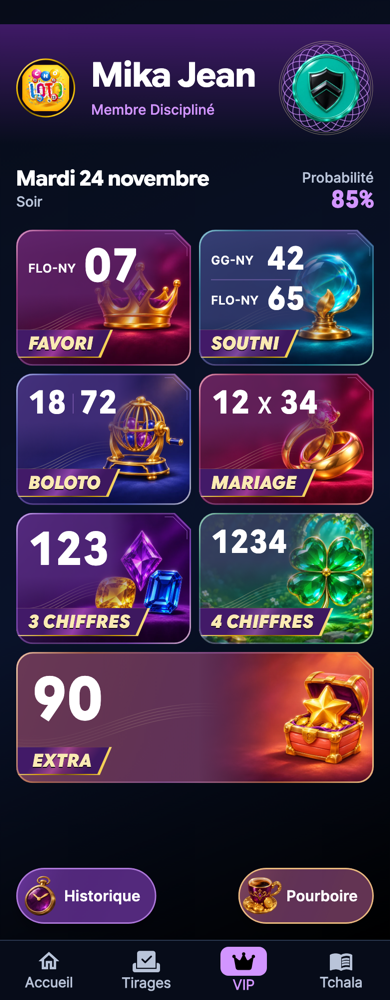 LOTO
Mika Jean
Membre Discipliné
Mardi 24 novembre
Soir
Probabilité
85%
FLO-NY 07
FAVORI
GG-NY 42
FLO-NY 65
SOUTNI
18 72
BOLOTO
12 x 34
MARIAGE
123
3 CHIFFRES
1234
4 CHIFFRES
90
EXTRA
Historique
Pourboire
Accueil
Tirages
VIP
Tchala